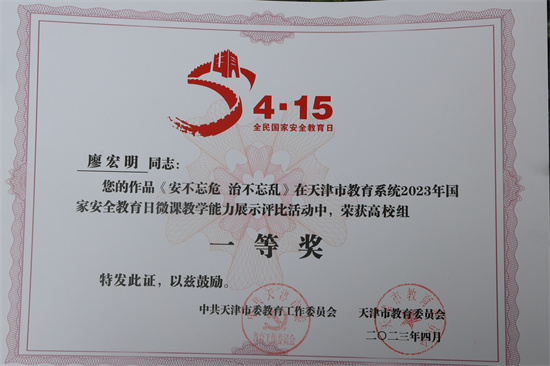 4·15
全民国家安全教育日
廖宏明 同志：
您的作品《安不忘危 治不忘乱》在天津市教育系统2023年国
家安全教育日微课教学能力展示评比活动中，荣获高校组
一等奖
特发此证，以兹鼓励。
中共天津市委教育工作委员会 天津市教育委员会
二〇二三年四月